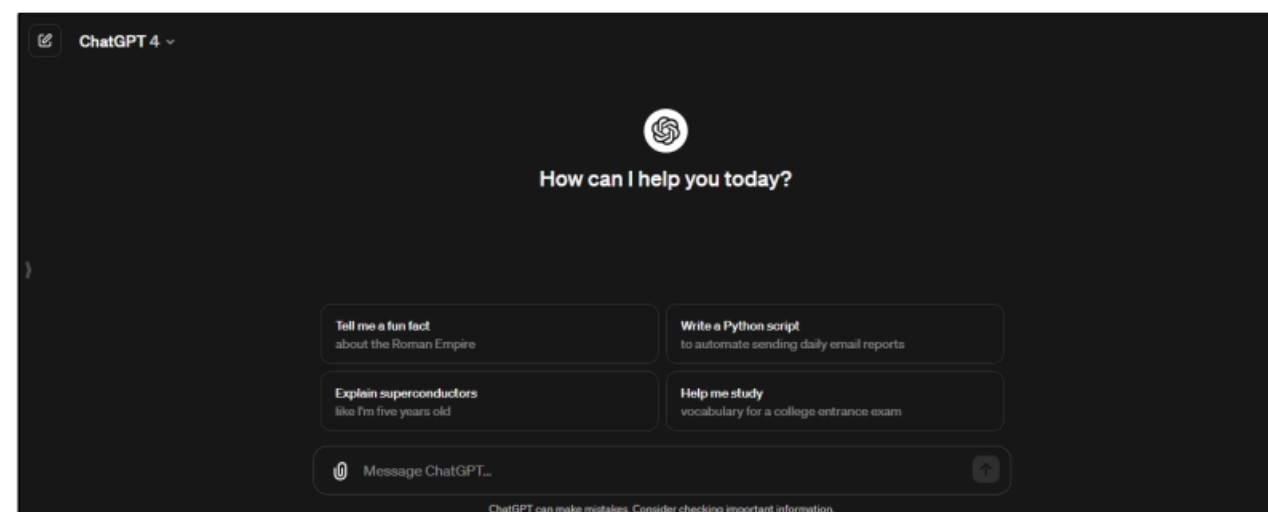 ChatGPT 4
How can I help you today?
Tell me a fun fact
about the Roman Empire
Write a Python script
to automate sending daily email reports
Explain superconductors
like I'm five years old
Help me study
vocabulary for a college entrance exam
Message ChatGPT...
ChatGPT can make mistakes. Consider checking important information.